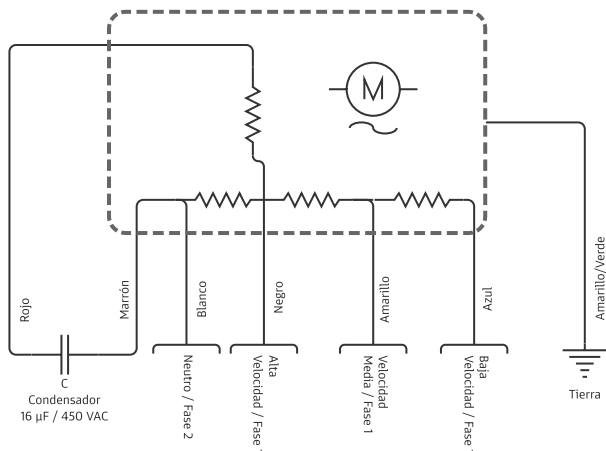 M
Rojo
Marrón
Blanco
Negro
Amarillo
Azul
Amarillo/Verde
C
Condensador
16 µF / 450 VAC
Neutro / Fase 2
Alta
Velocidad / Fase
Velocidad
Media / Fase 1
Baja
Velocidad / Fase
Tierra